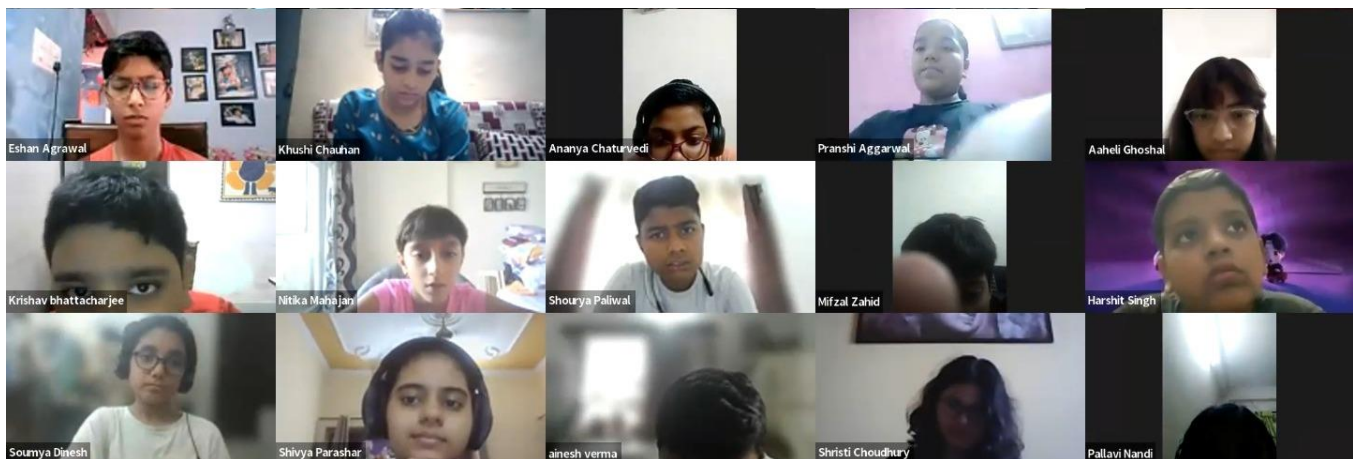 Eshan Agrawal
Khushi Chauhan
Ananya Chaturvedi
Pranshi Aggarwal
Aaheli Ghoshal
Krishav bhattacharjee
Nitika Mahajan
Shourya Paliwal
Mifzal Zahid
Harshit Singh
Soumya Dinesh
Shivya Parashar
ainesh verma
Shristi Choudhury
Pallavi Nandi